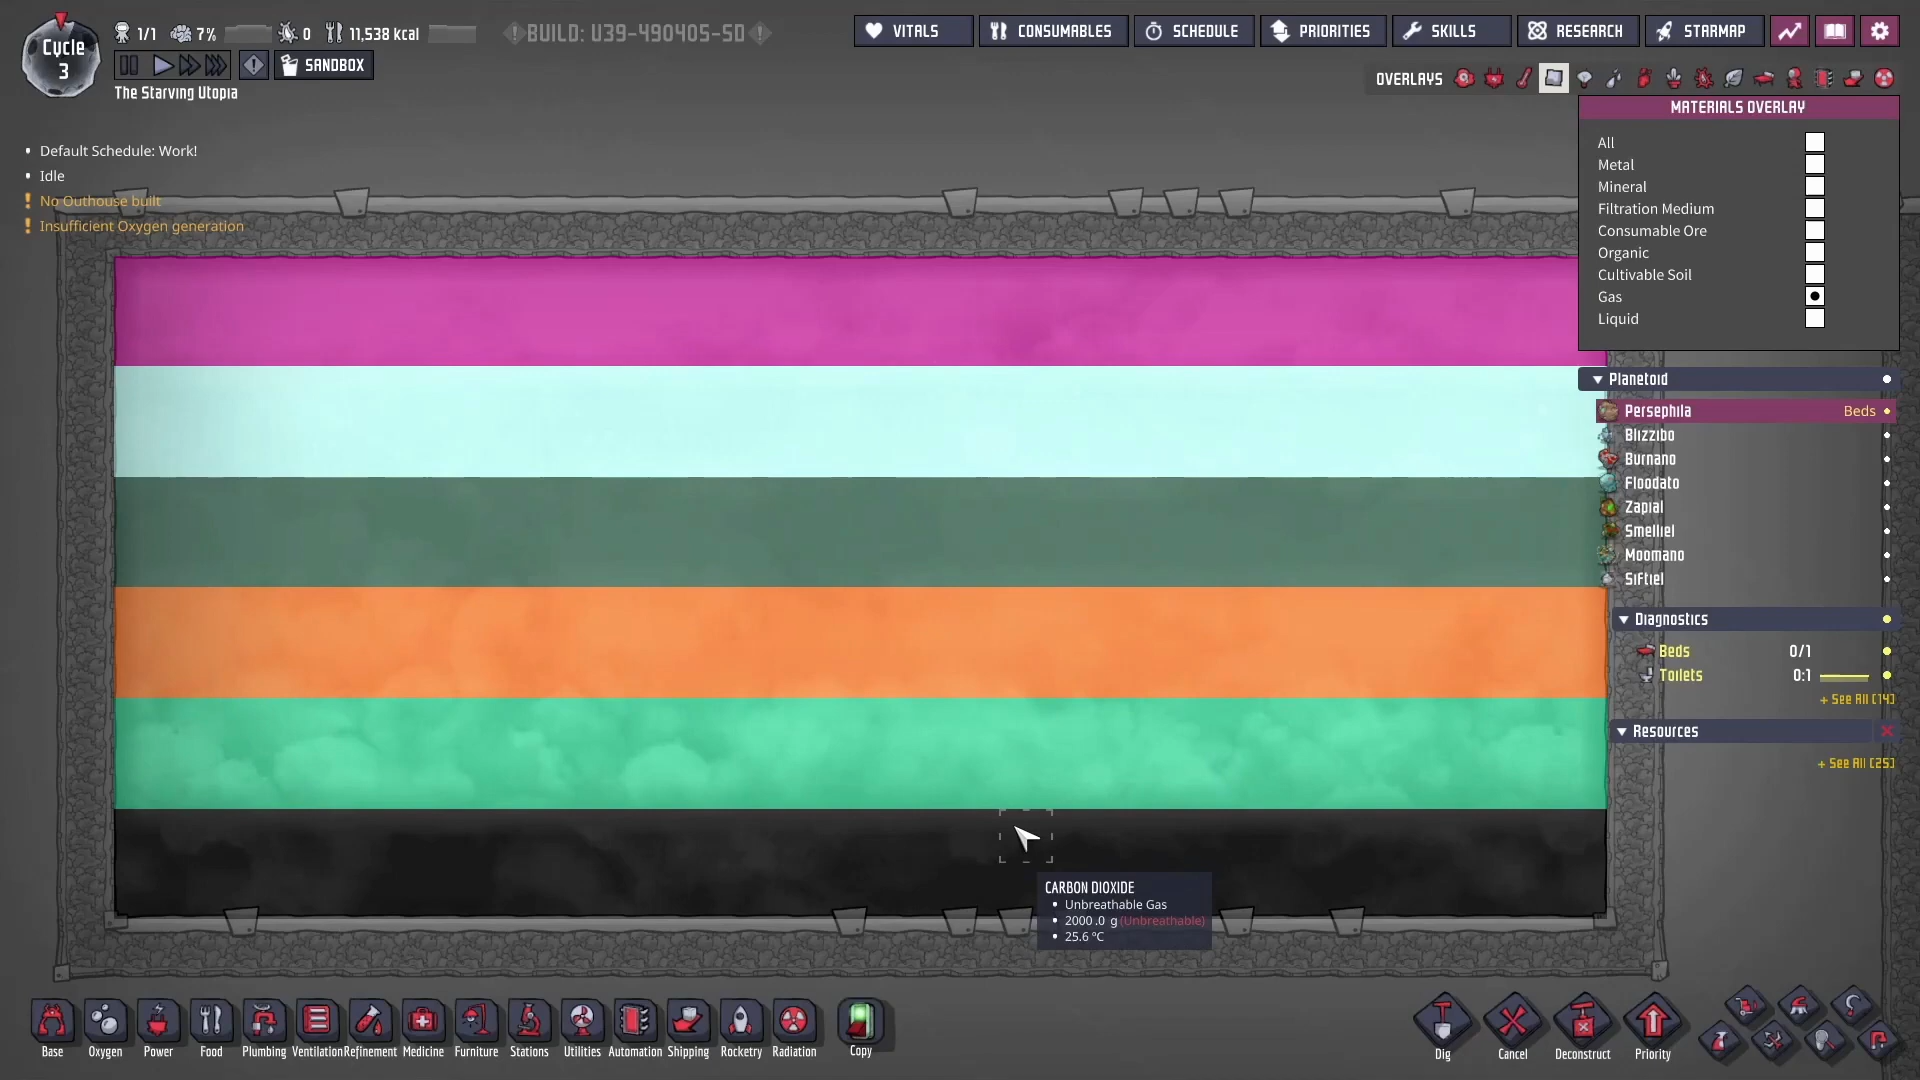 Cycle
3
1/1
7%
0
11,538 kcal
BUILD: U39-490405-SD
VITALS
CONSUMABLES
SCHEDULE
PRIORITIES
SKILLS
RESEARCH
STARMAP
SANDBOX
The Starving Utopia
OVERLAYS
MATERIALS OVERLAY
All
Metal
Mineral
Filtration Medium
Consumable Ore
Organic
Cultivable Soil
Gas
Liquid
Default Schedule: Work!
Idle
No Outhouse built
Insufficient Oxygen generation
Planetoid
Persephila Beds
Blizzibo
Burnano
Floodato
Zapial
Smelliel
Moomano
Siftiel
Diagnostics
Beds 0/1
Toilets 0:1
+ See All (14)
Resources
+ See All (25)
CARBON DIOXIDE
Unbreathable Gas
2000.0 g (Unbreathable)
25.6 °C
Base
Oxygen
Power
Food
Plumbing
Ventilation
Refinement
Medicine
Furniture
Stations
Utilities
Automation
Shipping
Rocketry
Radiation
Copy
Dig
Cancel
Deconstruct
Priority